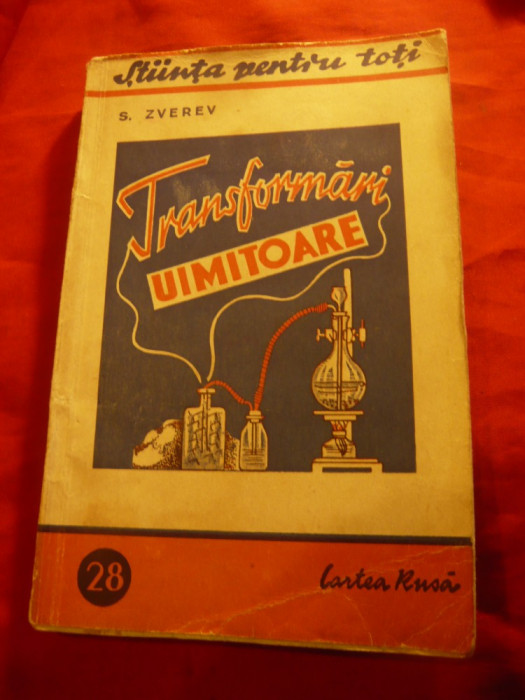 Știința pentru toți
S. ZVEREV
Transformări
UIMITOARE
28
Cartea Rusă